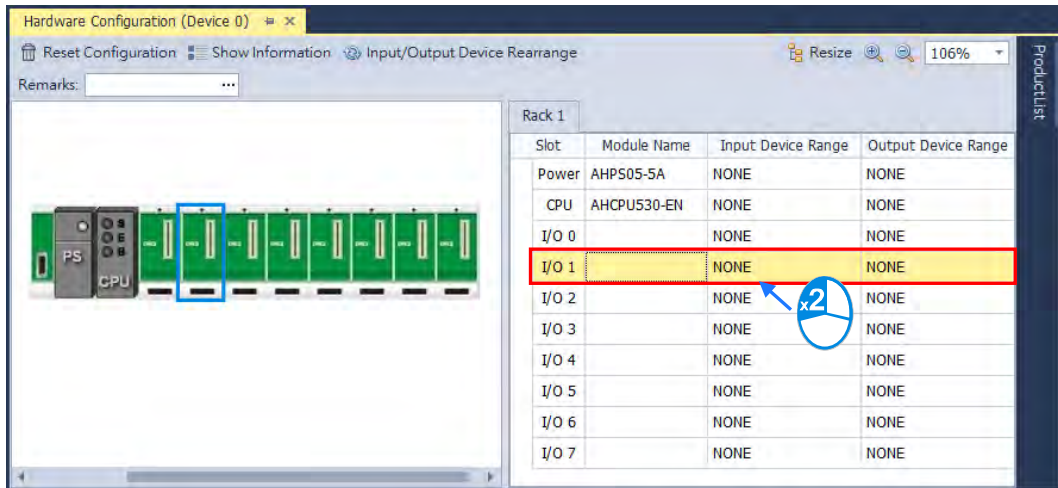 Hardware Configuration (Device 0)
Reset Configuration Show Information Input/Output Device Rearrange Resize 106%
Remarks: ...
ProductList
Rack 1
Slot Module Name Input Device Range Output Device Range
Power AHPS05-5A NONE NONE
CPU AHCPU530-EN NONE NONE
I/O 0 NONE NONE
I/O 1 NONE NONE
I/O 2 NONE NONE
I/O 3 NONE NONE
I/O 4 NONE NONE
I/O 5 NONE NONE
I/O 6 NONE NONE
I/O 7 NONE NONE
x2
PS
CPU